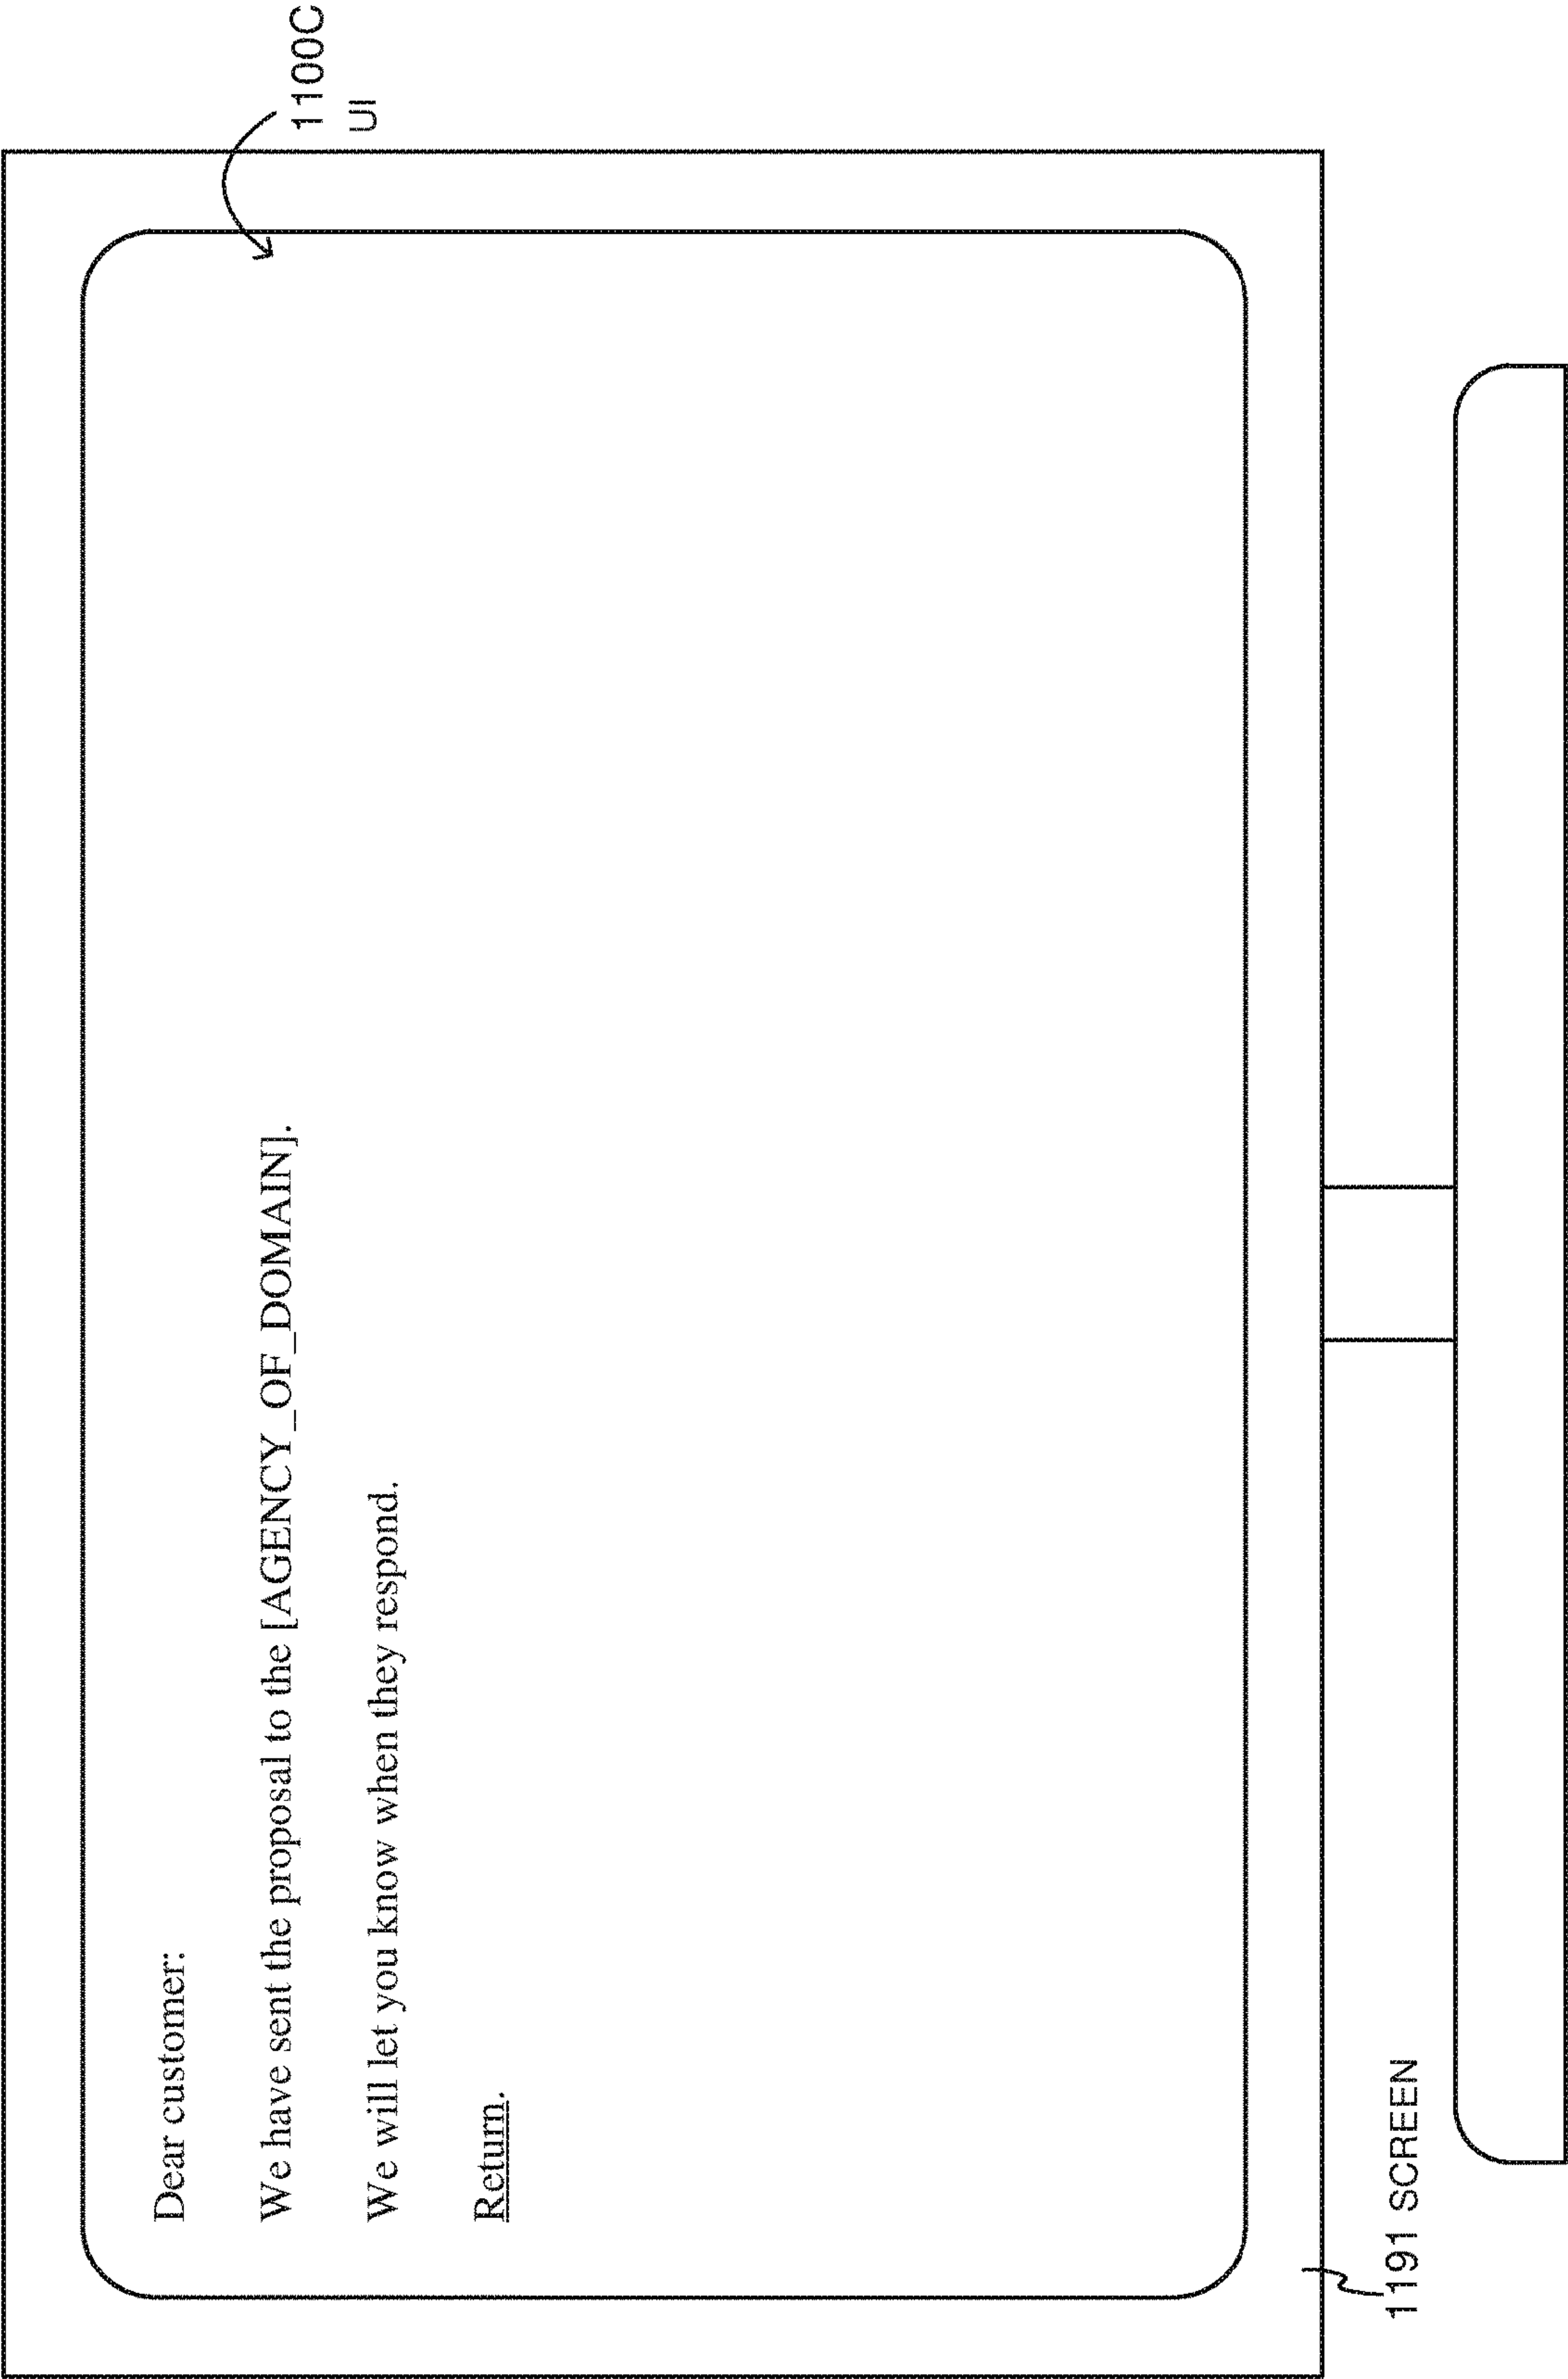 1100C
UI
Dear customer:
We have sent the proposal to the [AGENCY_OF_DOMAIN].
We will let you know when they respond.
Return.
1191 SCREEN